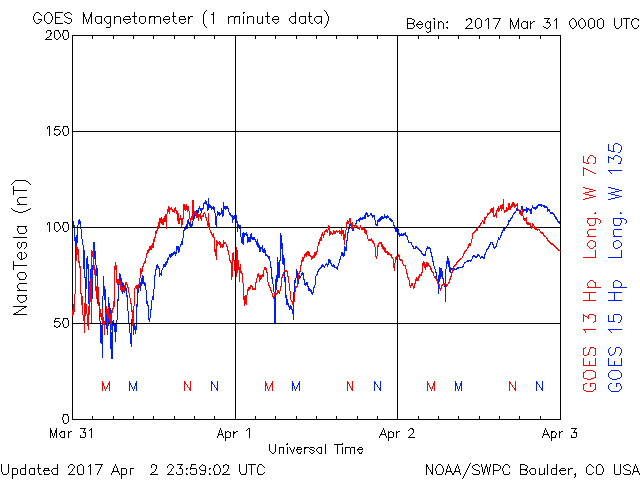 GOES Magnetometer (1 minute data)
Begin: 2017 Mar 31 0000 UTC
200
150
100
50
0
NanoTesla (nT)
M M N N M M N N M M N N
Mar 31 Apr 1 Apr 2 Apr 3
Universal Time
GOES 13 Hp Long. W 75
GOES 15 Hp Long. W 135
Updated 2017 Apr 2 23:59:02 UTC
NOAA/SWPC Boulder, CO USA